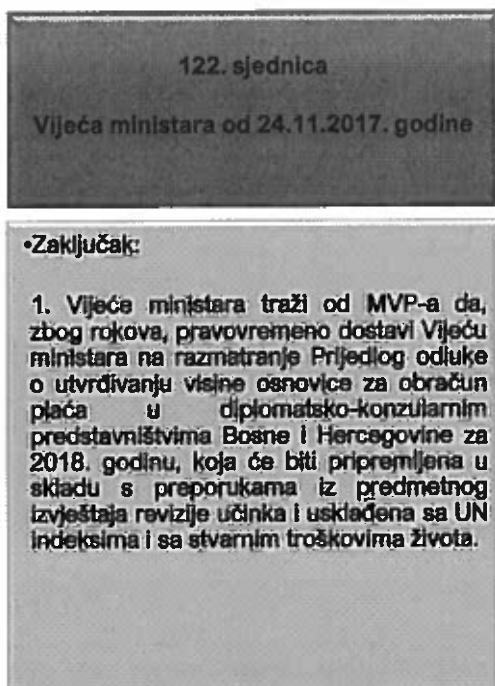 122. sjednica
Vijeća ministara od 24.11.2017. godine
•Zaključak:
1. Vijeće ministara traži od MVP-a da,
zbog rokova, pravovremeno dostavi Vijeću
ministara na razmatranje Prijedlog odluke
o utvrđivanju visine osnovice za obračun
plaća u diplomatsko-konzularnim
predstavništvima Bosne i Hercegovine za
2018. godinu, koja će biti pripremljena u
skladu s preporukama iz predmetnog
izvještaja revizije učinka i usklađena sa UN
indeksima i sa stvarnim troškovima života.